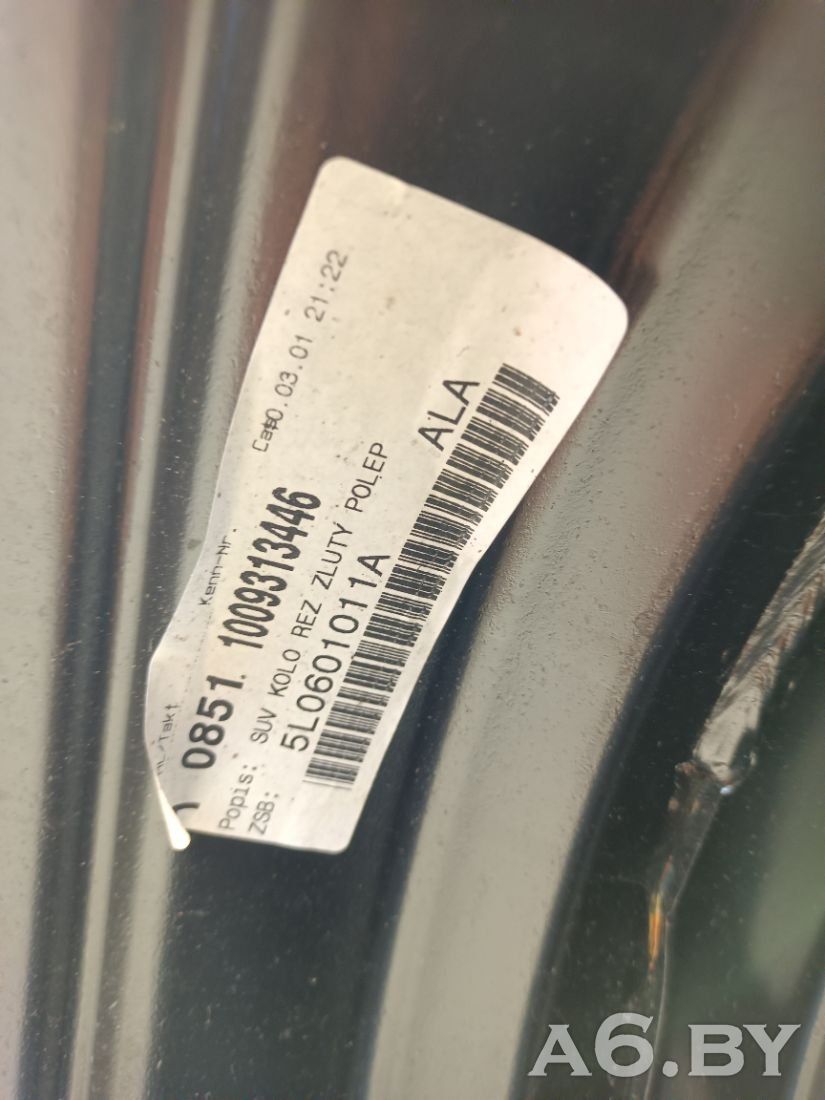 Kenn-Nr.
0851. 1009313446
Popis: SUV KOLO REZ ZLUTY POLEP
ZSB: 5L0601011A ALA
A6.BY